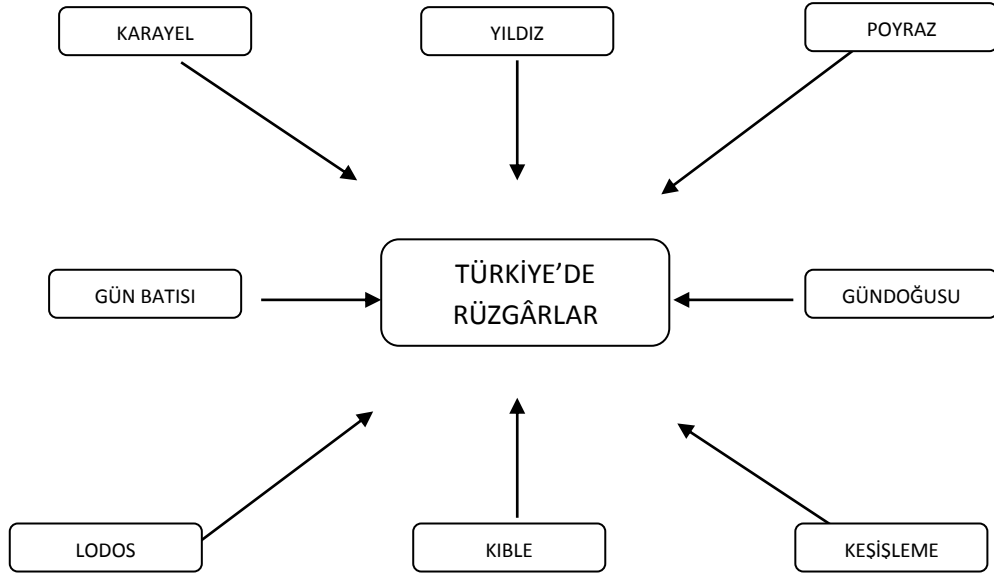 KARAYEL
YILDIZ
POYRAZ
GÜN BATISI
TÜRKİYE’DE
RÜZGÂRLAR
GÜNDOĞUSU
LODOS
KIBLE
KEŞİŞLEME